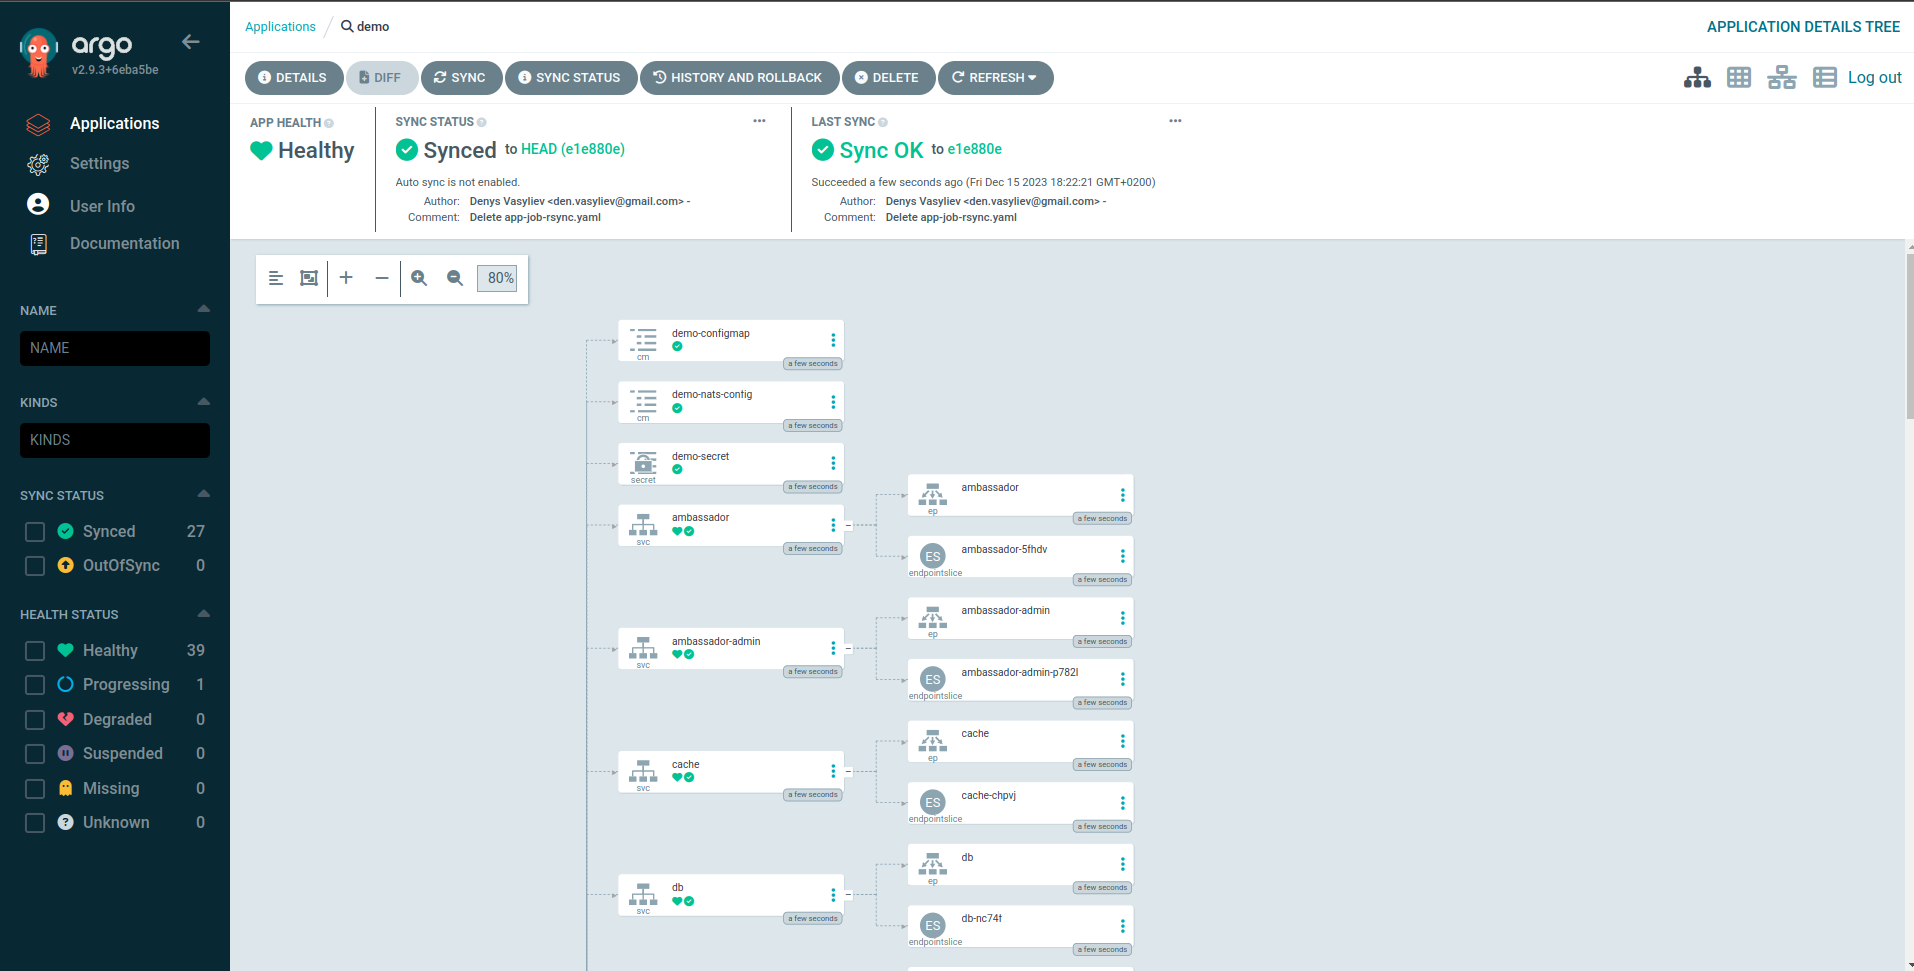 argo
v2.9.3+6eba5be
Applications
Settings
User Info
Documentation
NAME
NAME
KINDS
KINDS
SYNC STATUS
Synced 27
OutOfSync 0
HEALTH STATUS
Healthy 39
Progressing 1
Degraded 0
Suspended 0
Missing 0
Unknown 0
Applications / demo
APPLICATION DETAILS TREE
DETAILS DIFF SYNC SYNC STATUS HISTORY AND ROLLBACK DELETE REFRESH
Log out
APP HEALTH
Healthy
SYNC STATUS
Synced to HEAD (e1e880e)
Auto sync is not enabled.
Author: Denys Vasyliev <den.vasyliev@gmail.com> -
Comment: Delete app-job-rsync.yaml
LAST SYNC
Sync OK to e1e880e
Succeeded a few seconds ago (Fri Dec 15 2023 18:22:21 GMT+0200)
Author: Denys Vasyliev <den.vasyliev@gmail.com> -
Comment: Delete app-job-rsync.yaml
80%
demo-configmap
cm
a few seconds
demo-nats-config
cm
a few seconds
demo-secret
secret
a few seconds
ambassador
svc
a few seconds
ambassador
ep
a few seconds
ES
ambassador-5fhdv
endpointslice
a few seconds
ambassador-admin
svc
a few seconds
ambassador-admin
ep
a few seconds
ES
ambassador-admin-p782l
endpointslice
a few seconds
cache
svc
a few seconds
cache
ep
a few seconds
ES
cache-chpvj
endpointslice
a few seconds
db
svc
a few seconds
db
ep
a few seconds
ES
db-nc74f
endpointslice
a few seconds